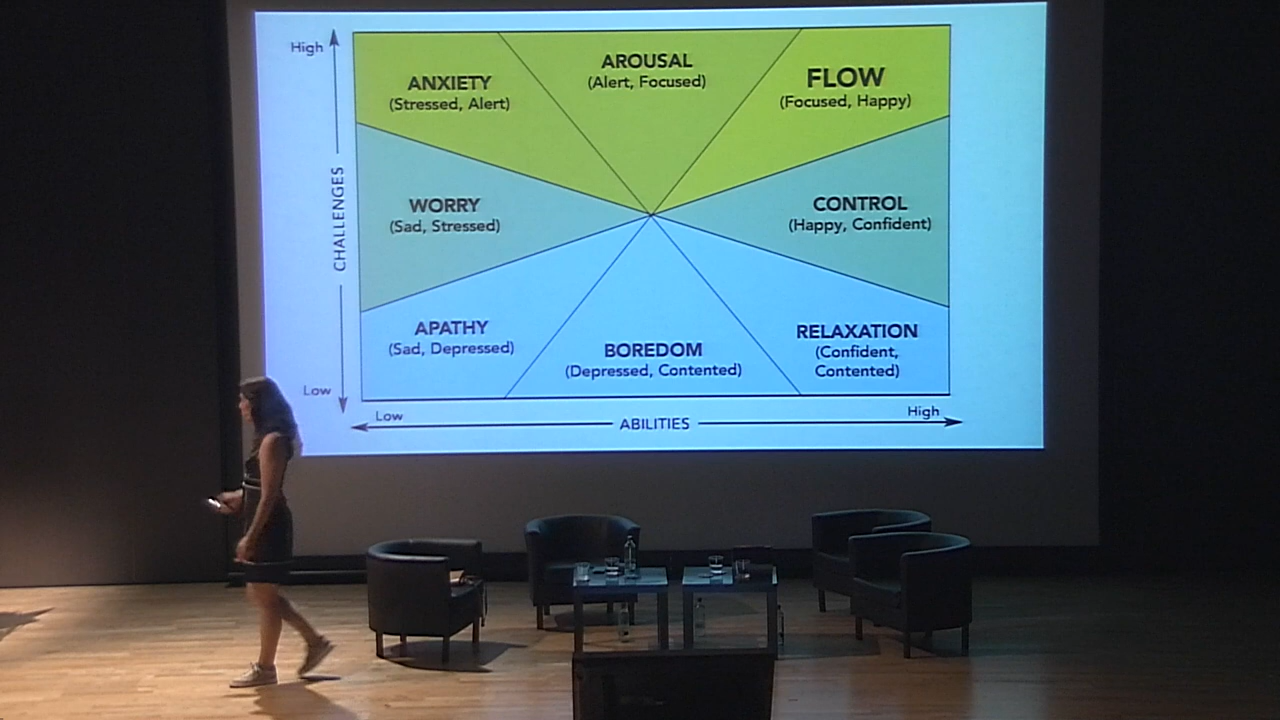 High
CHALLENGES
Low
ANXIETY
(Stressed, Alert)
AROUSAL
(Alert, Focused)
FLOW
(Focused, Happy)
WORRY
(Sad, Stressed)
CONTROL
(Happy, Confident)
APATHY
(Sad, Depressed)
BOREDOM
(Depressed, Contented)
RELAXATION
(Confident,
Contented)
Low
ABILITIES
High